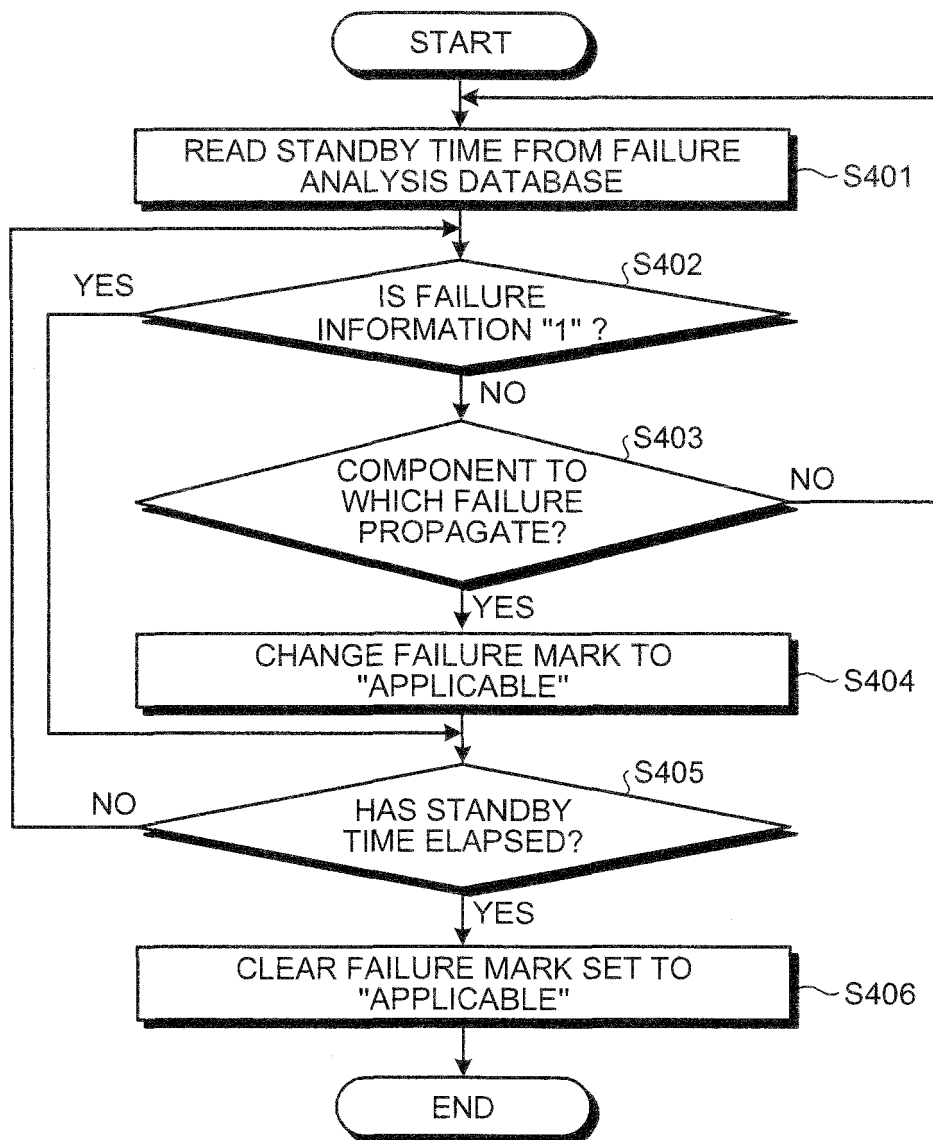 START
READ STANDBY TIME FROM FAILURE
ANALYSIS DATABASE
S401
S402
YES
IS FAILURE
INFORMATION "1" ?
NO
S403
COMPONENT TO
WHICH FAILURE
PROPAGATE?
NO
YES
CHANGE FAILURE MARK TO
"APPLICABLE"
S404
S405
NO
HAS STANDBY
TIME ELAPSED?
YES
CLEAR FAILURE MARK SET TO
"APPLICABLE"
S406
END